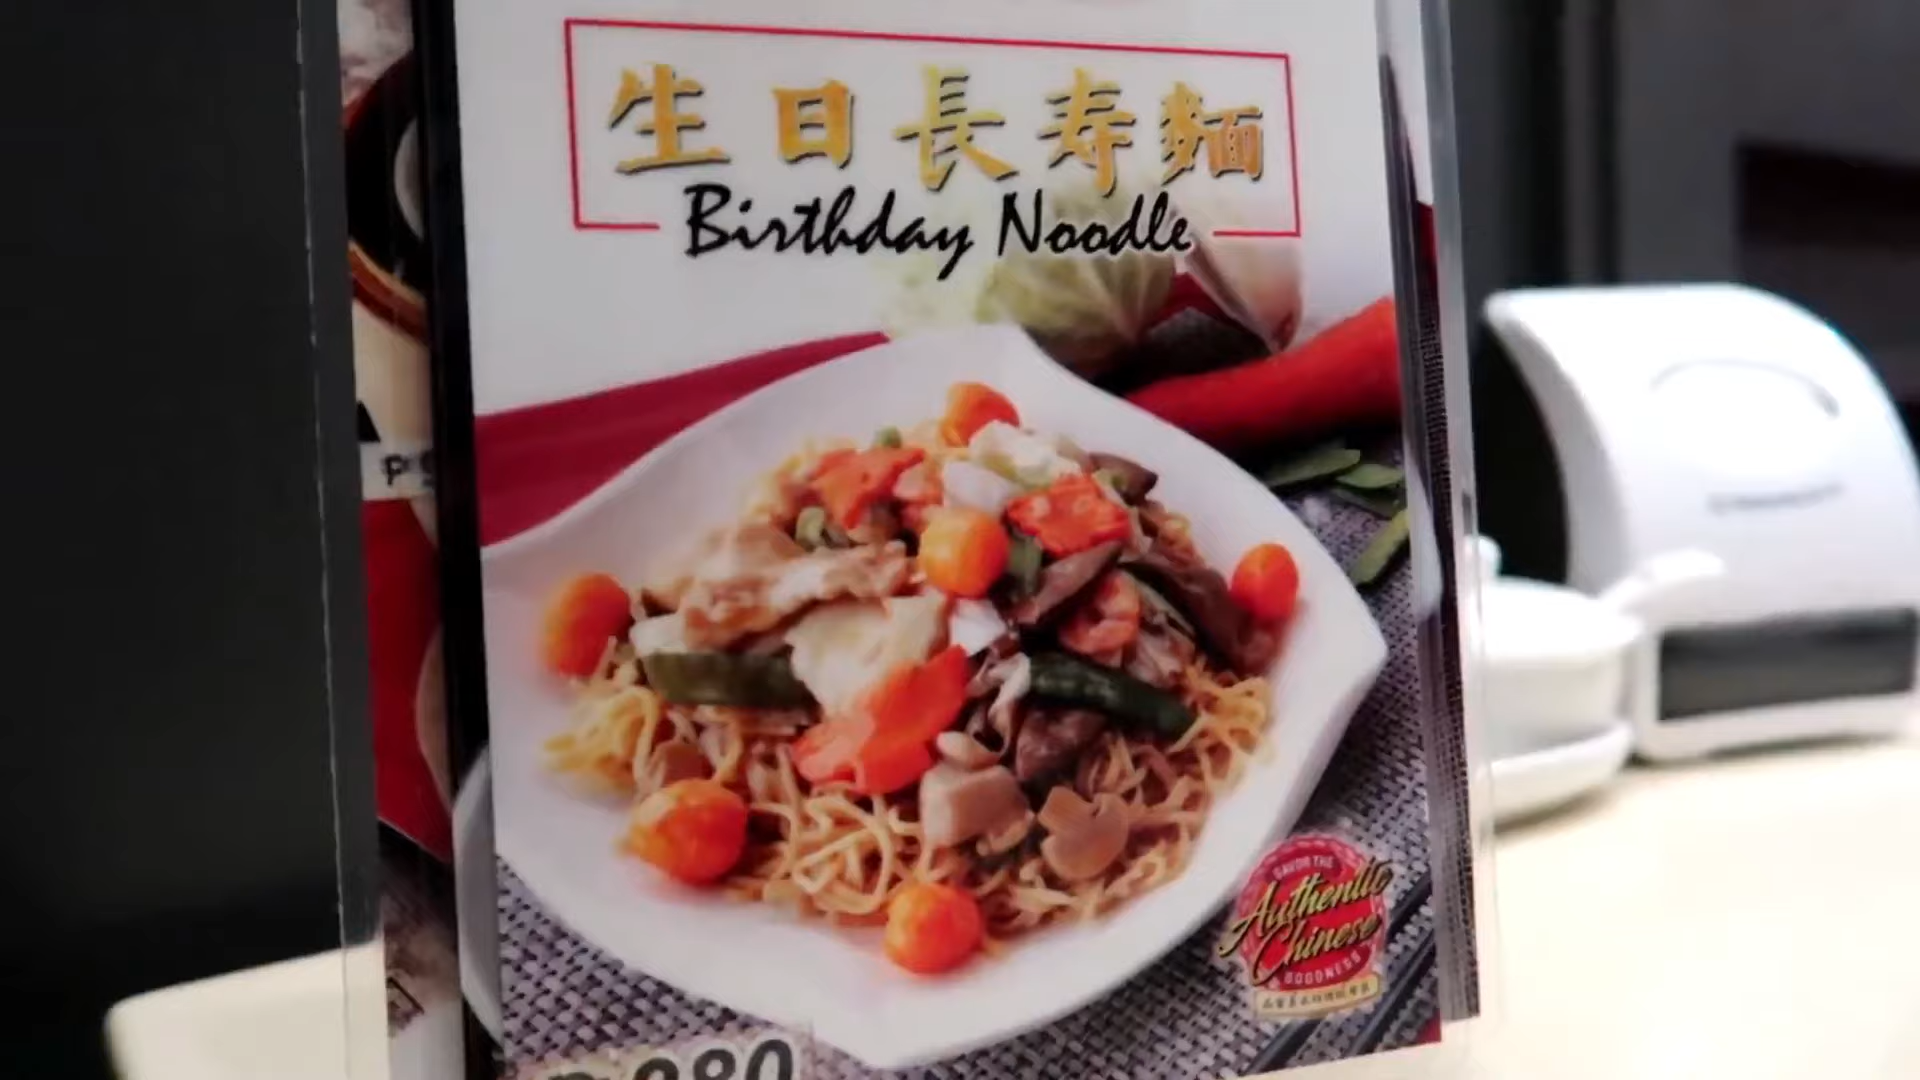 生日長寿麵
Birthday Noodle
SAVOR THE
Authentic
Chinese
GOODNESS